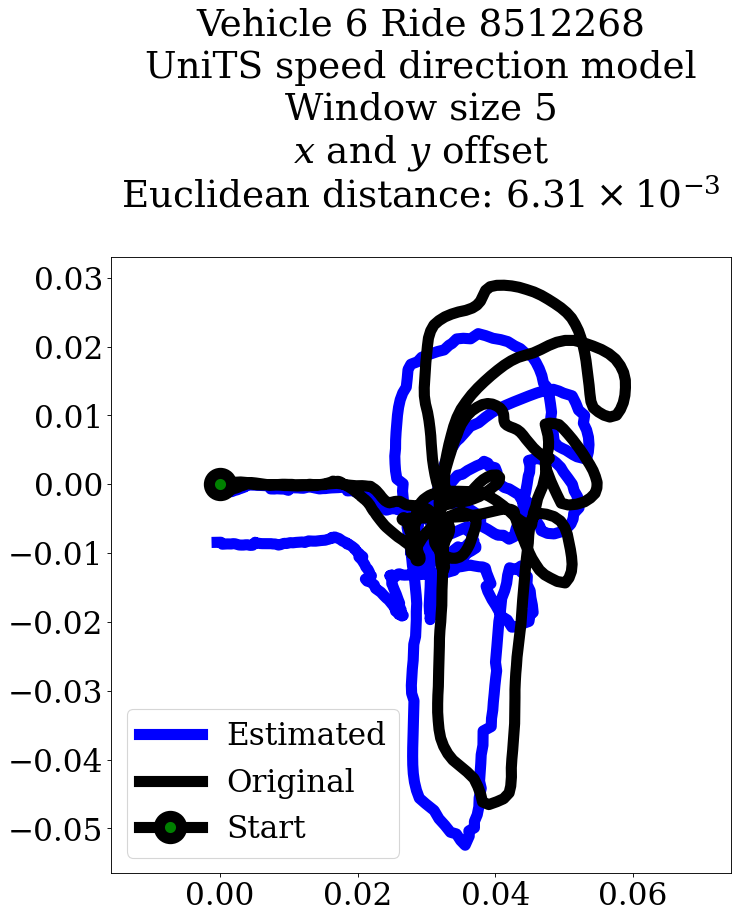 Vehicle 6 Ride 8512268
UniTS speed direction model
Window size 5
x and y offset
Euclidean distance: 6.31 × 10⁻³
0.03
0.02
0.01
0.00
−0.01
−0.02
−0.03
−0.04
−0.05
Estimated
Original
Start
0.00 0.02 0.04 0.06